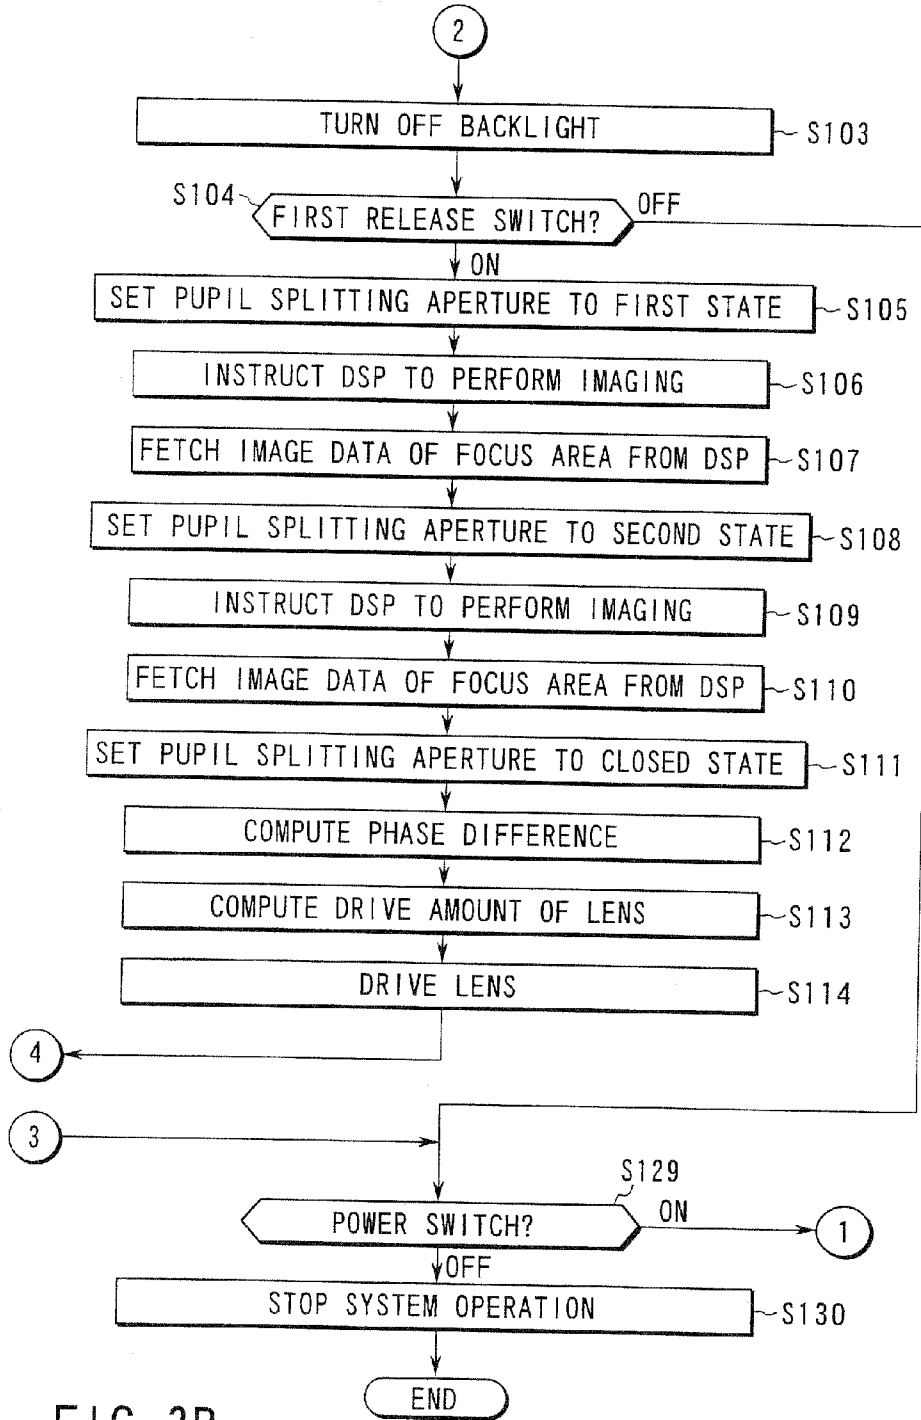 2
TURN OFF BACKLIGHT
S103
S104
FIRST RELEASE SWITCH?
OFF
ON
SET PUPIL SPLITTING APERTURE TO FIRST STATE
S105
INSTRUCT DSP TO PERFORM IMAGING
S106
FETCH IMAGE DATA OF FOCUS AREA FROM DSP
S107
SET PUPIL SPLITTING APERTURE TO SECOND STATE
S108
INSTRUCT DSP TO PERFORM IMAGING
S109
FETCH IMAGE DATA OF FOCUS AREA FROM DSP
S110
SET PUPIL SPLITTING APERTURE TO CLOSED STATE
S111
COMPUTE PHASE DIFFERENCE
S112
COMPUTE DRIVE AMOUNT OF LENS
S113
DRIVE LENS
S114
4
3
S129
POWER SWITCH?
ON
1
OFF
STOP SYSTEM OPERATION
S130
END